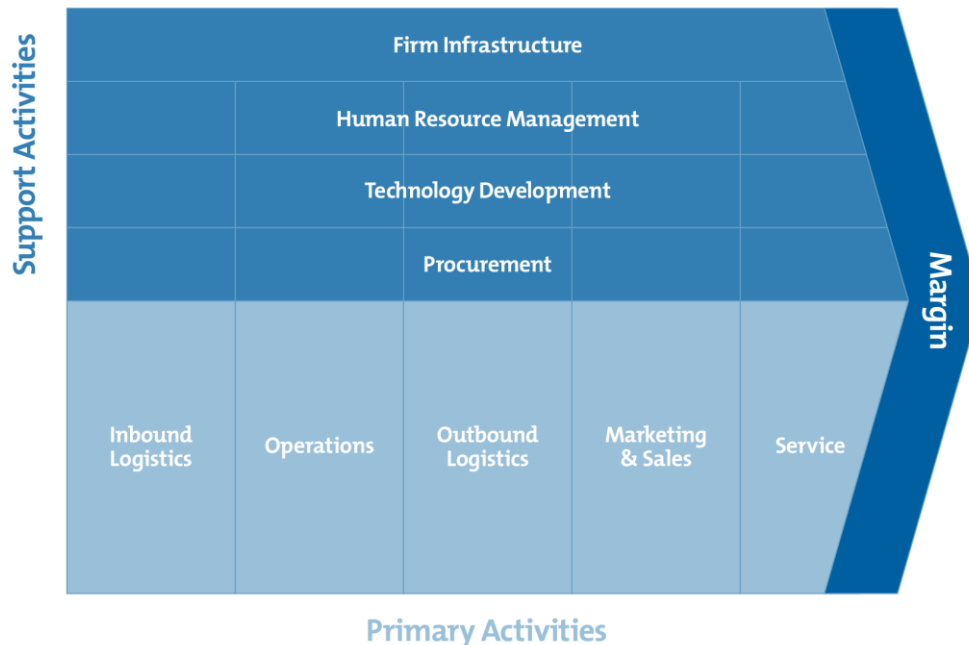 Support Activities
Firm Infrastructure
Human Resource Management
Technology Development
Procurement
Margin
Inbound
Logistics
Operations
Outbound
Logistics
Marketing
& Sales
Service
Primary Activities